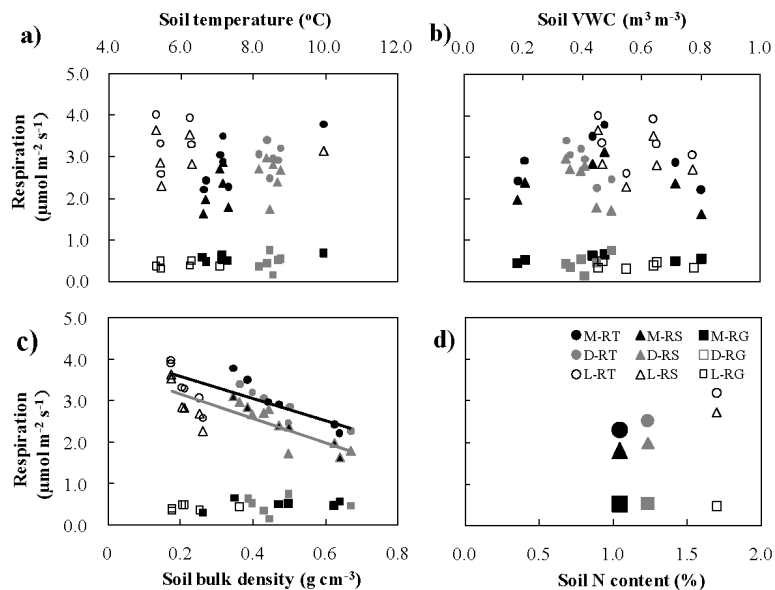 Soil temperature (°C)
4.0 6.0 8.0 10.0 12.0
a)
5.0
4.0
3.0
2.0
1.0
0.0
Respiration
(µmol m⁻² s⁻¹)
Soil VWC (m³ m⁻³)
0.0 0.2 0.4 0.6 0.8 1.0
b)
c)
5.0
4.0
3.0
2.0
1.0
0.0
Respiration
(µmol m⁻² s⁻¹)
0.0 0.2 0.4 0.6 0.8
Soil bulk density (g cm⁻³)
d)
M-RT M-RS M-RG
D-RT D-RS D-RG
L-RT L-RS L-RG
0.0 0.5 1.0 1.5 2.0
Soil N content (%)